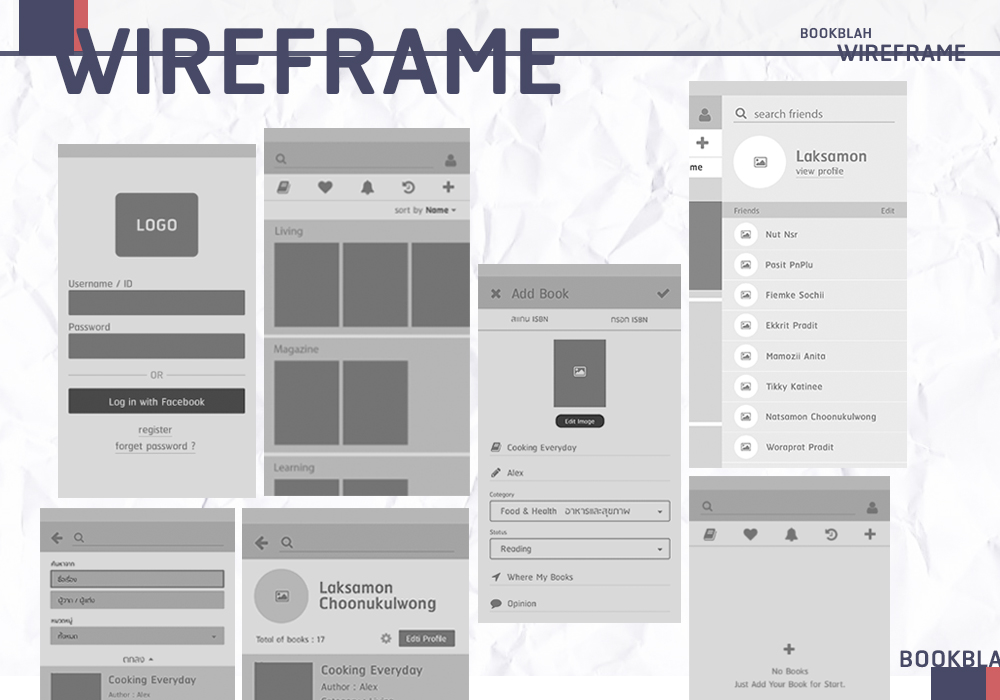 WIREFRAME
BOOKBLAH
WIREFRAME
LOGO
Username / ID
Password
OR
Log in with Facebook
register
forget password ?
sort by Name
Living
Magazine
Learning
Add Book
สแกน ISBN
กรอก ISBN
Edit Image
Cooking Everyday
Alex
Category
Food & Health อาหารและสุขภาพ
Status
Reading
Where My Books
Opinion
me
search friends
Laksamon
view profile
Friends
Edit
Nut Nsr
Pasit PnPlu
Fiemke Sochii
Ekkrit Pradit
Mamozii Anita
Tikky Katinee
Natsamon Choonukulwong
Woraprat Pradit
ค้นหาจาก
ชื่อเรื่อง
ผู้วาด / ผู้แต่ง
หมวดหมู่
ทั้งหมด
ตกลง
Cooking Everyday
Author : Alex
Laksamon
Choonukulwong
Total of books : 17
Edti Profile
Cooking Everyday
Author : Alex
No Books
Just Add Your Book for Start.
BOOKBLA